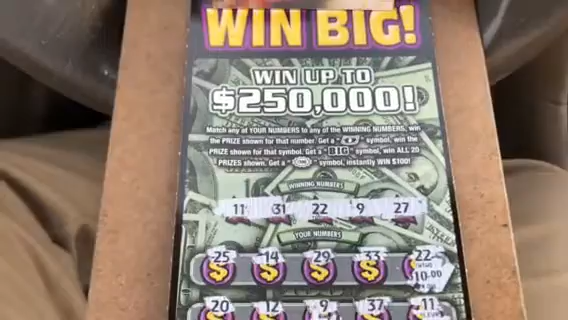 WIN BIG!
WIN UP TO
$250,000!
Match any of YOUR NUMBERS to any of the WINNING NUMBERS, win
the PRIZE shown for that number. Get a " " symbol, win the
PRIZE shown for that symbol. Get a "BIG" symbol, win ALL 20
PRIZES shown. Get a " " symbol, instantly WIN $100!
WINNING NUMBERS
11 31 22 9 27
YOUR NUMBERS
25 14 29 33 22
$ $ $ $
10.00
20 12 9 37 11